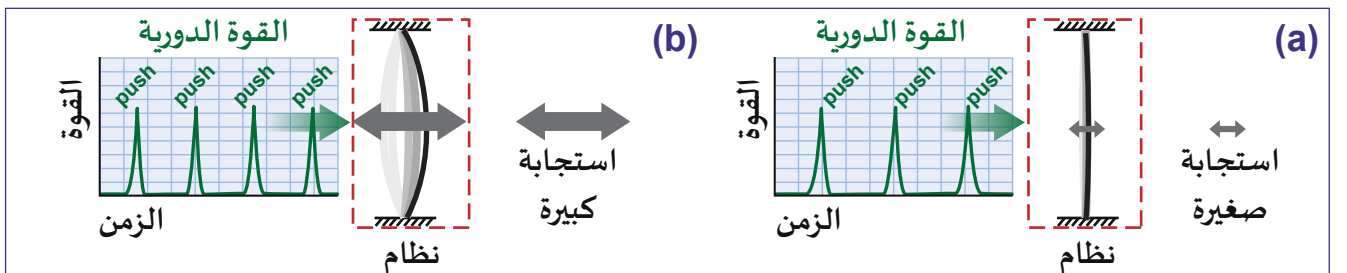 (a)
القوة الدورية
القوة
push
push
push
الزمن
نظام
استجابة
صغيرة
(b)
القوة الدورية
القوة
push
push
push
push
الزمن
نظام
استجابة
كبيرة